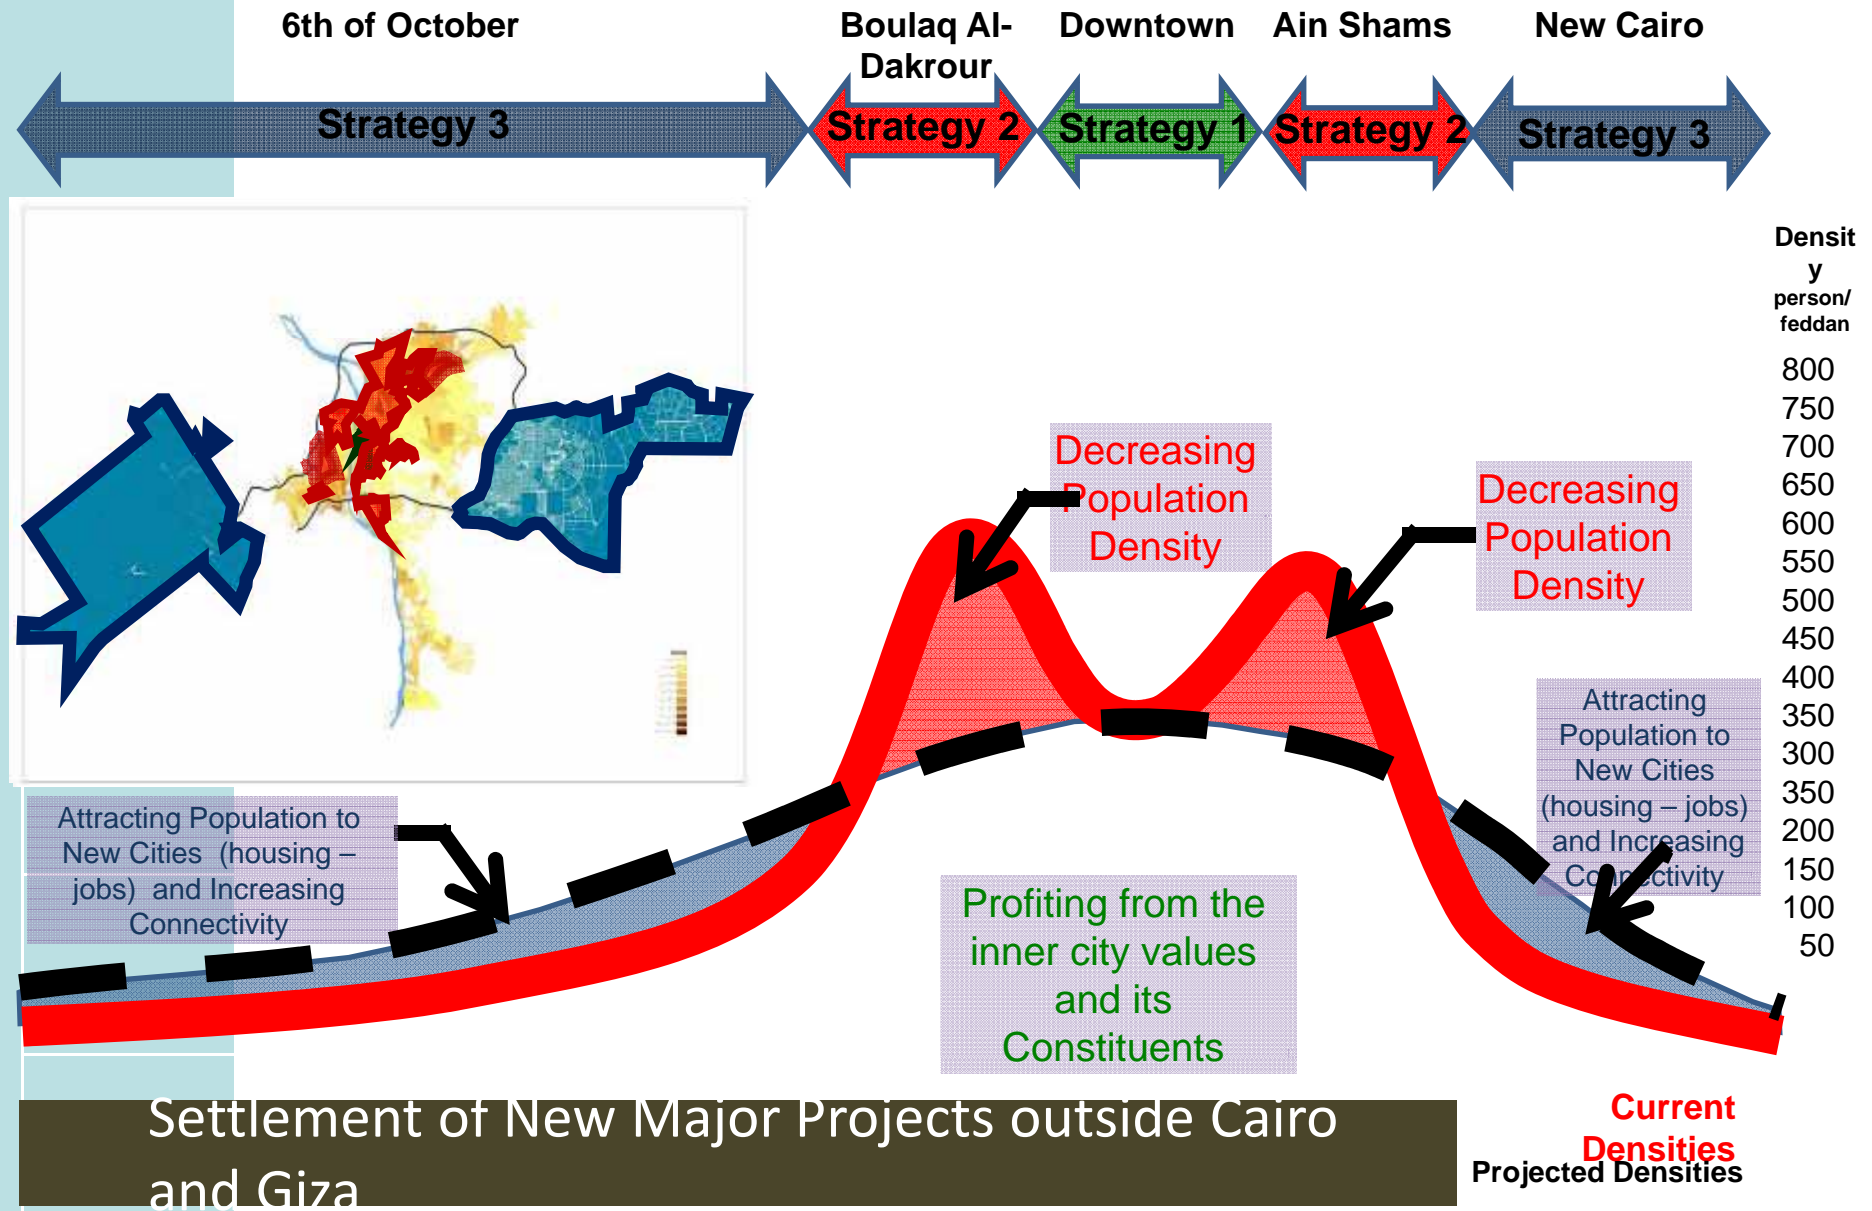 6th of October
Boulaq Al-
Dakrour
Downtown
Ain Shams
New Cairo
Strategy 3
Strategy 2
Strategy 1
Strategy 2
Strategy 3
Densit
y
person/
feddan
800
750
700
650
600
550
500
450
400
350
300
350
200
150
100
50
Decreasing
Population
Density
Decreasing
Population
Density
Attracting
Population to
New Cities
(housing – jobs)
and Increasing
Connectivity
Attracting Population to
New Cities (housing –
jobs) and Increasing
Connectivity
Profiting from the
inner city values
and its
Constituents
Settlement of New Major Projects outside Cairo
and Giza
Current
Densities
Projected Densities